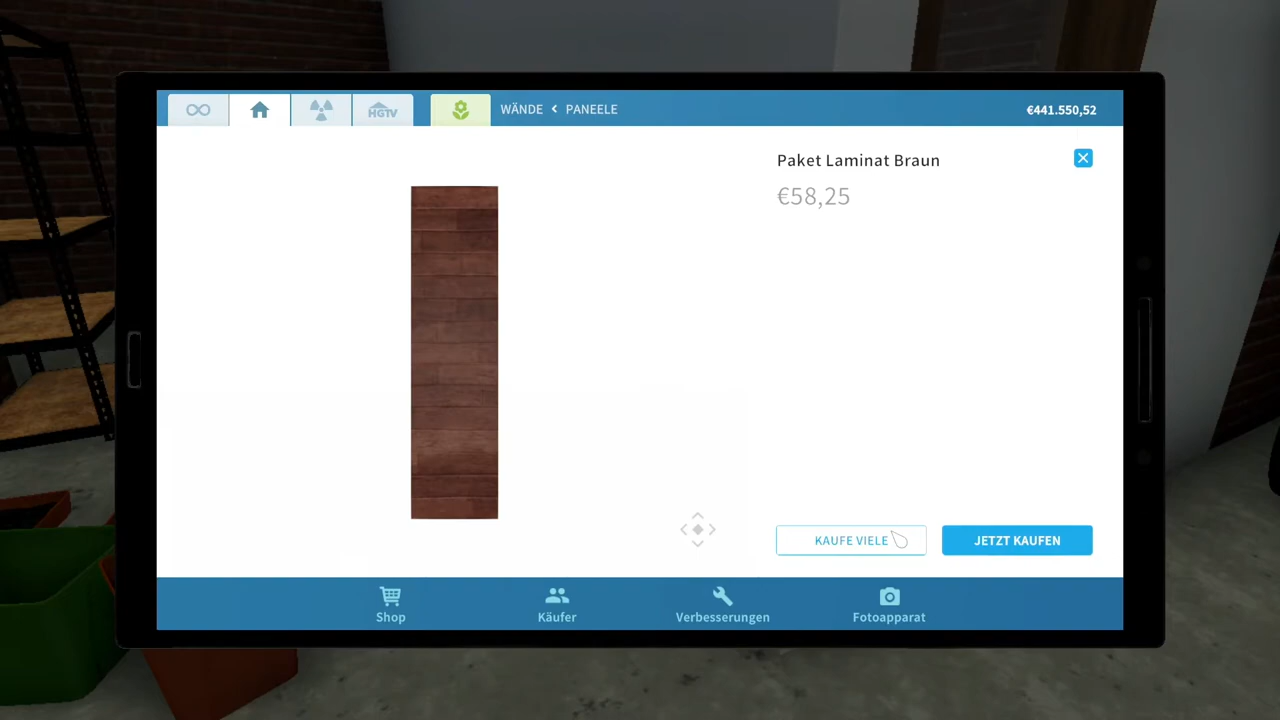 HGTV
WÄNDE < PANEELE
€441.550,52
Paket Laminat Braun
€58,25
KAUFE VIELE
JETZT KAUFEN
Shop
Käufer
Verbesserungen
Fotoapparat